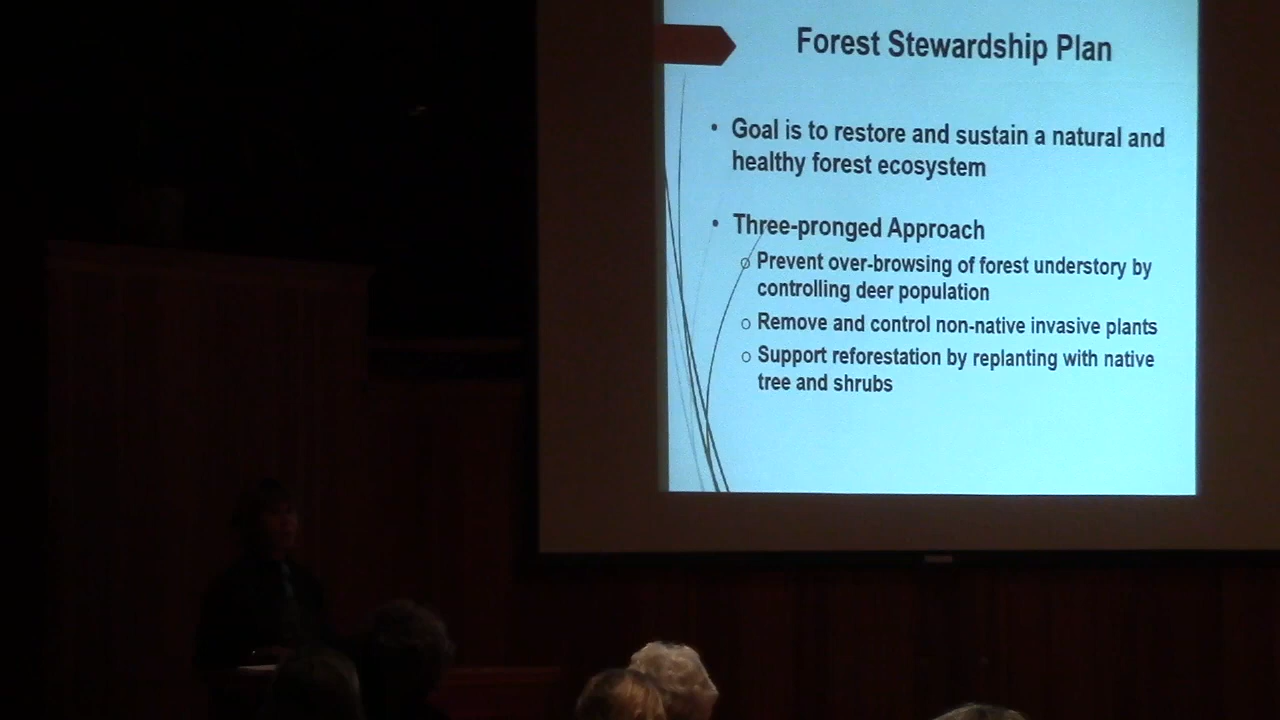 Forest Stewardship Plan
• Goal is to restore and sustain a natural and
healthy forest ecosystem
• Three-pronged Approach
o Prevent over-browsing of forest understory by
controlling deer population
o Remove and control non-native invasive plants
o Support reforestation by replanting with native
tree and shrubs